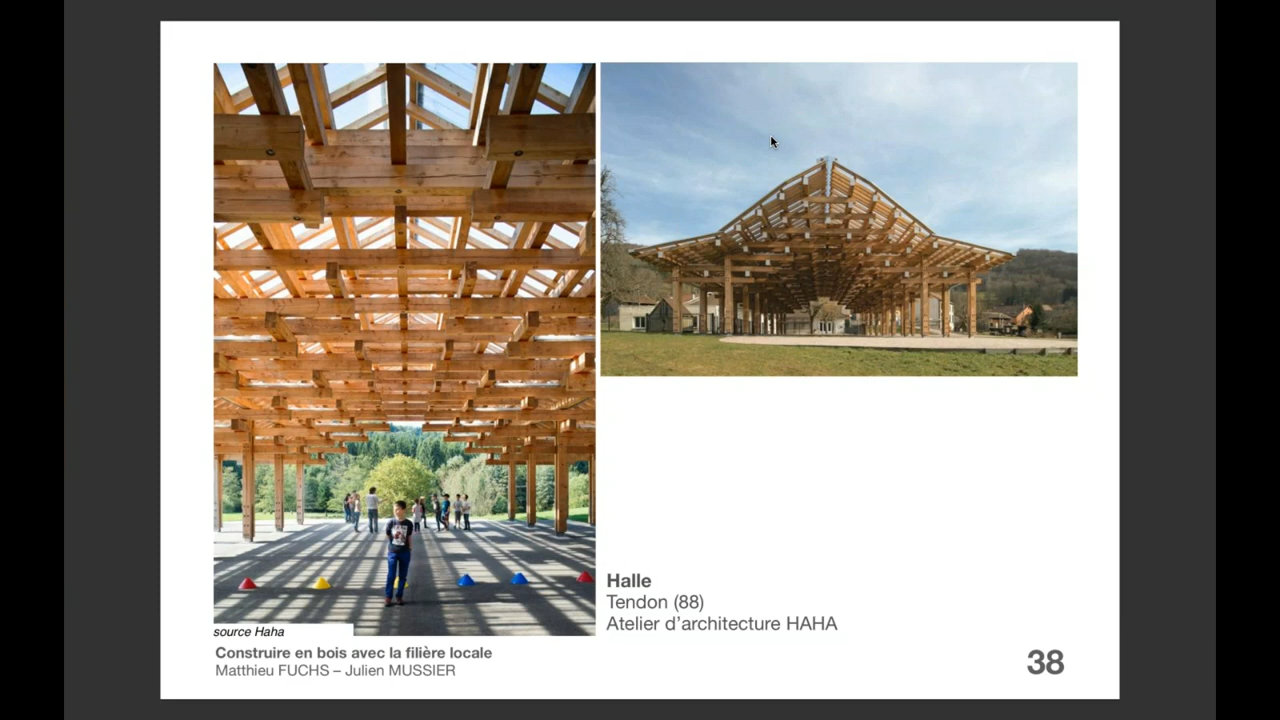 Halle
Tendon (88)
Atelier d’architecture HAHA
source Haha
Construire en bois avec la filière locale
Matthieu FUCHS – Julien MUSSIER
38